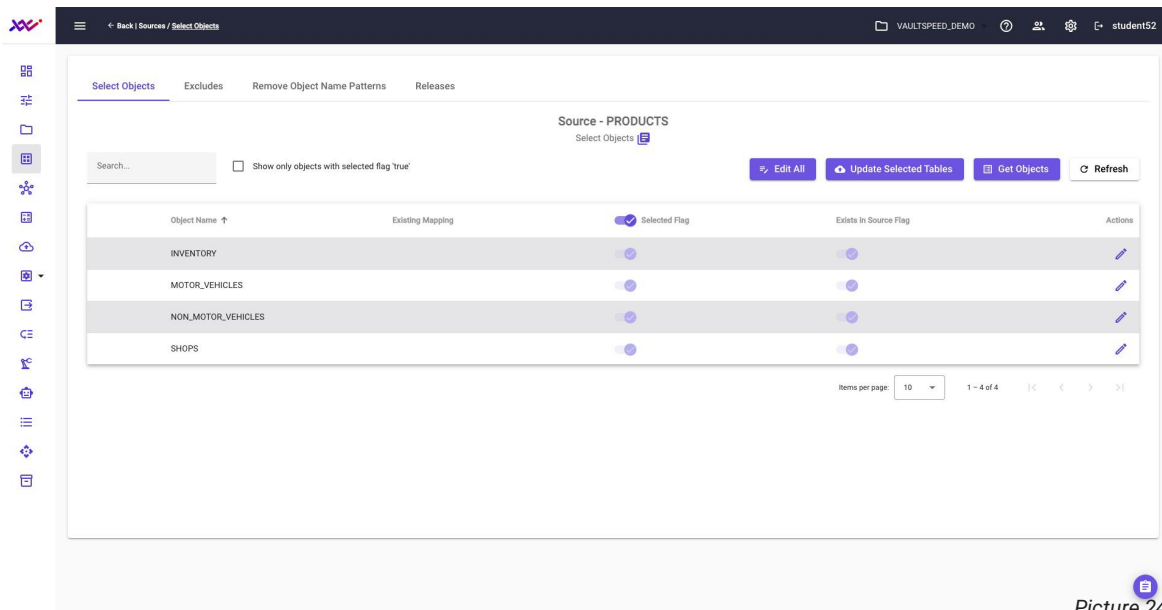 ← Back | Sources / Select Objects
VAULTSPEED_DEMO
student52
Select Objects Excludes Remove Object Name Patterns Releases
Source - PRODUCTS
Select Objects
Search... Show only objects with selected flag 'true' Edit All Update Selected Tables Get Objects Refresh
Object Name ↑ Existing Mapping Selected Flag Exists in Source Flag Actions
INVENTORY
MOTOR_VEHICLES
NON_MOTOR_VEHICLES
SHOPS
Items per page: 10 1 – 4 of 4
Picture 24